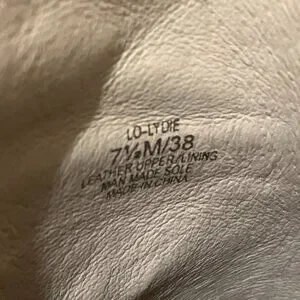 LO-LYDIE
7½M/38
LEATHER UPPER/LINING
MAN MADE SOLE
MADE IN CHINA